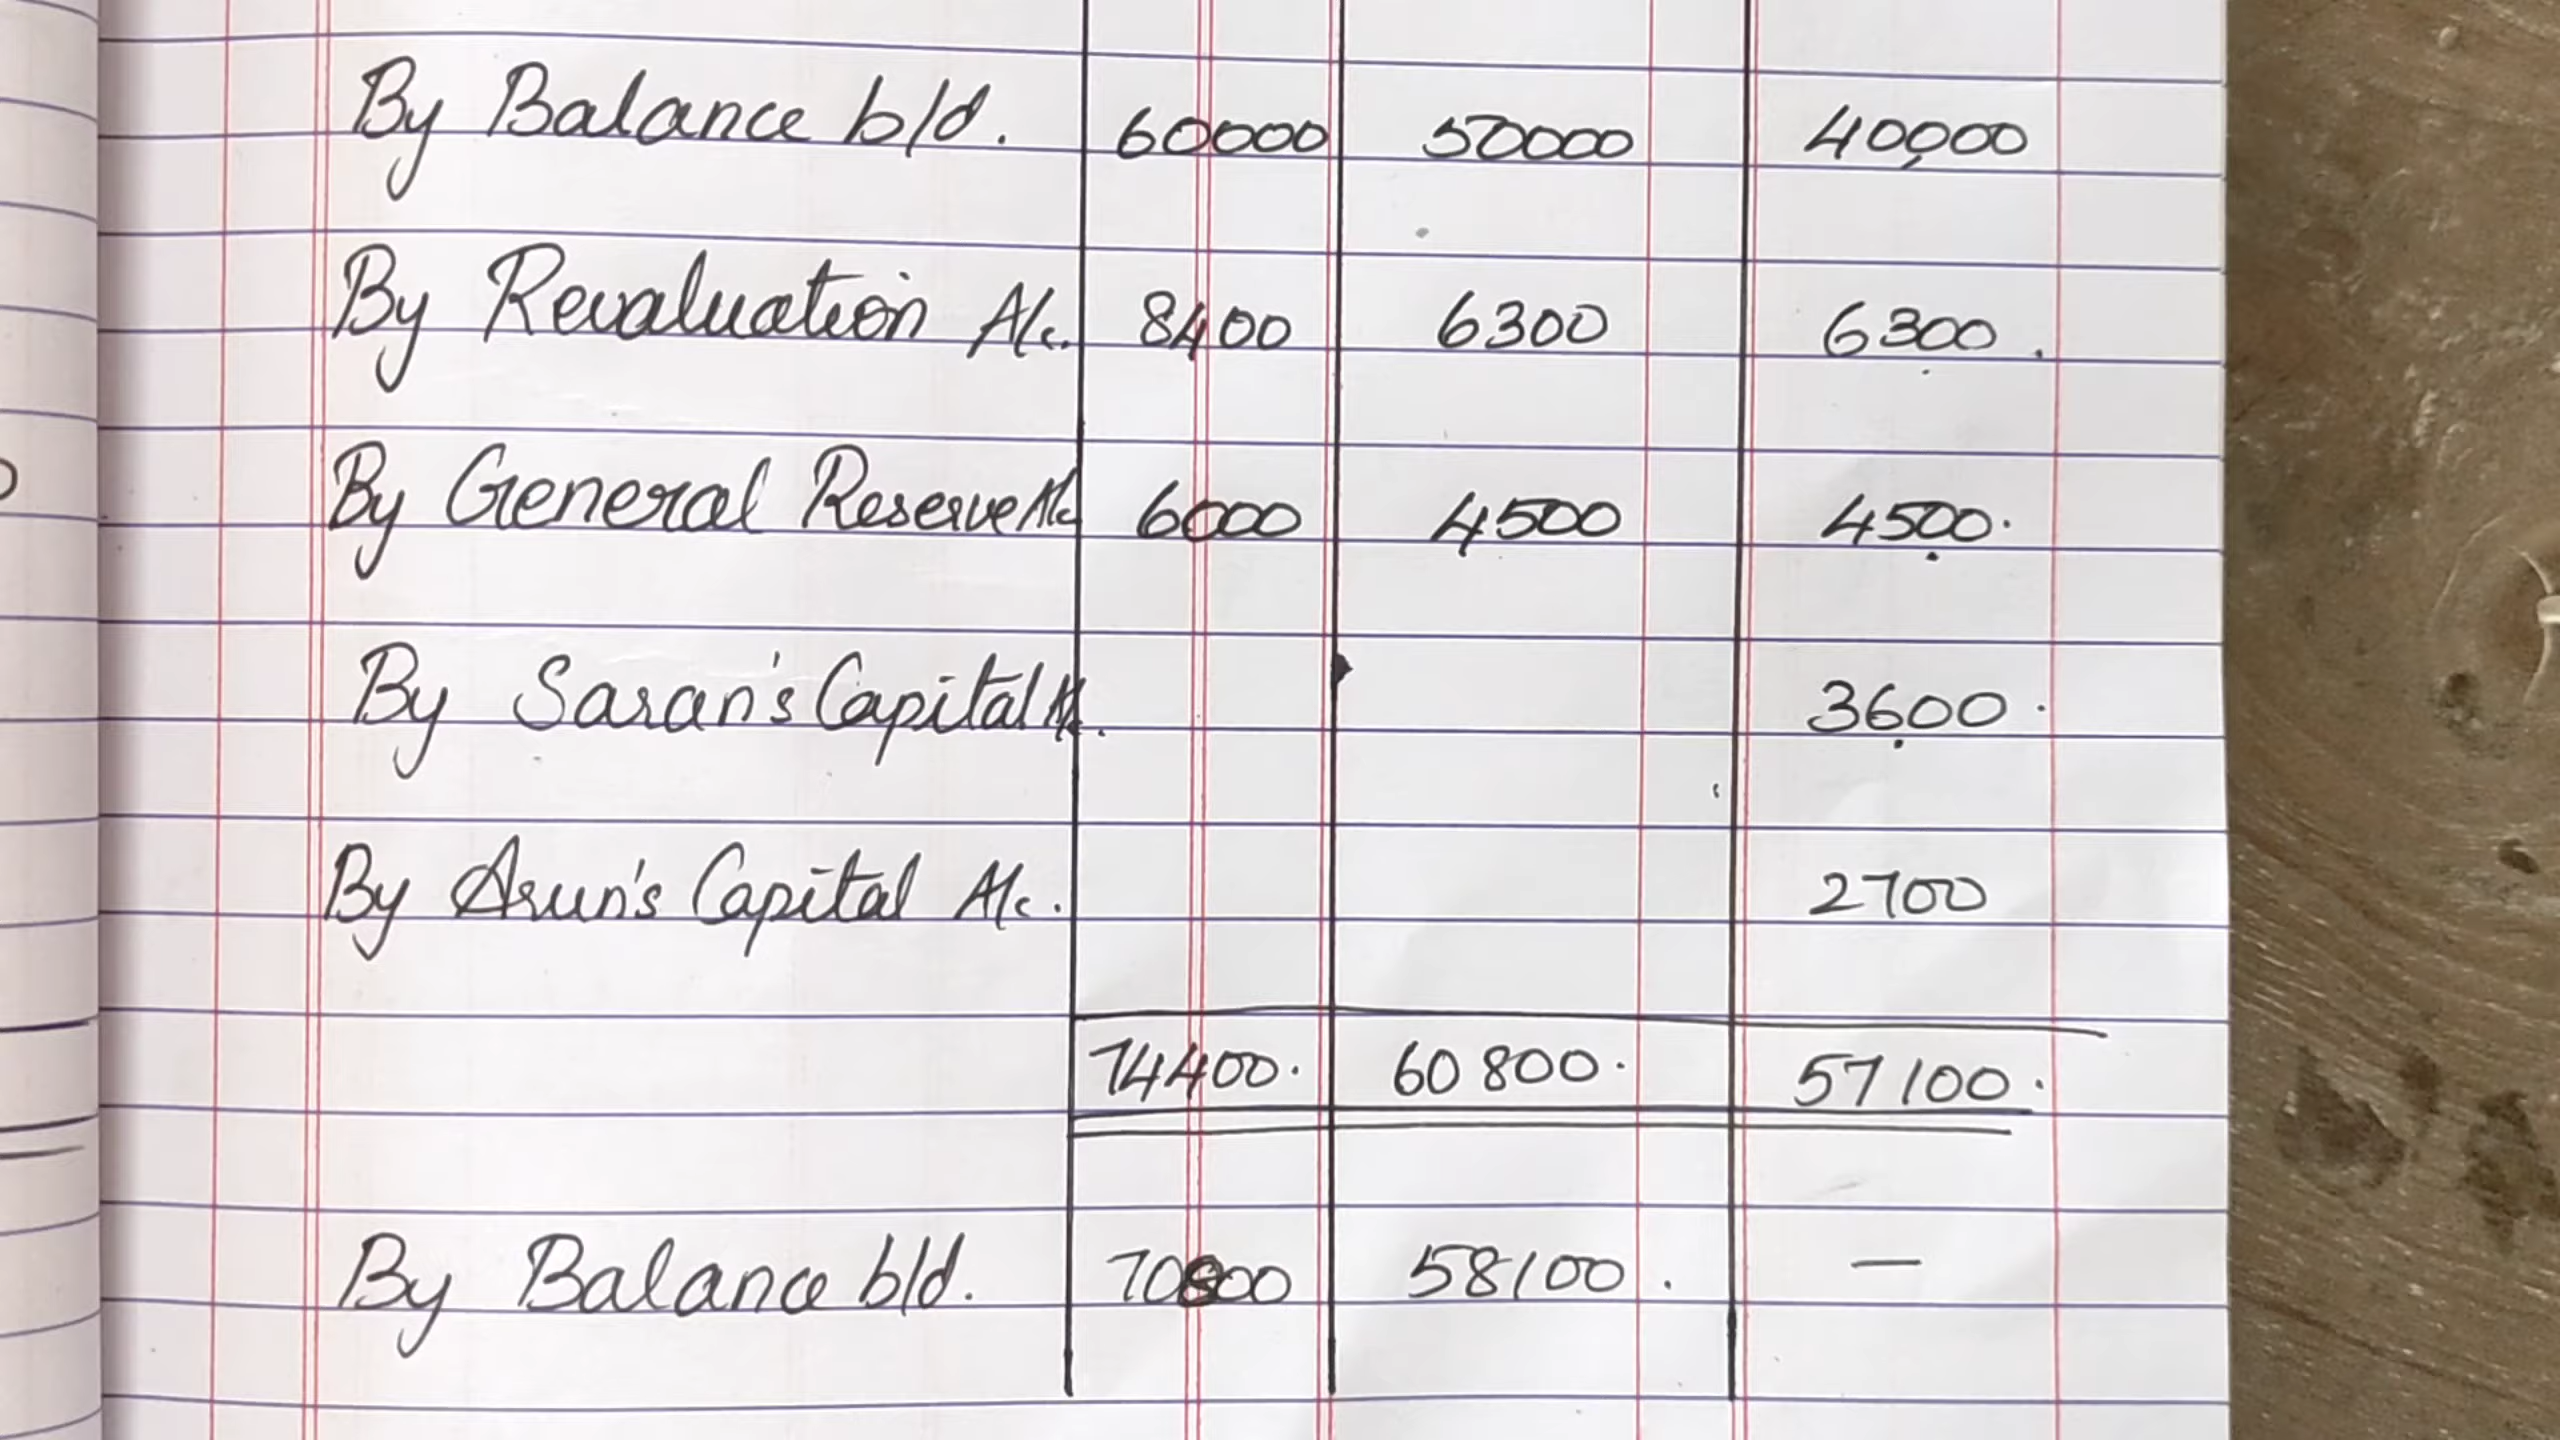 By Balance b/d. 60000 50000 40000
By Revaluation A/c. 8400 6300 6300.
By General Reserve A/c 6000 4500 4500.
By Saran's Capital A/c. 3600.
By Arun's Capital A/c. 2700
74400. 60800. 57100.
By Balance b/d. 70800 58100. —